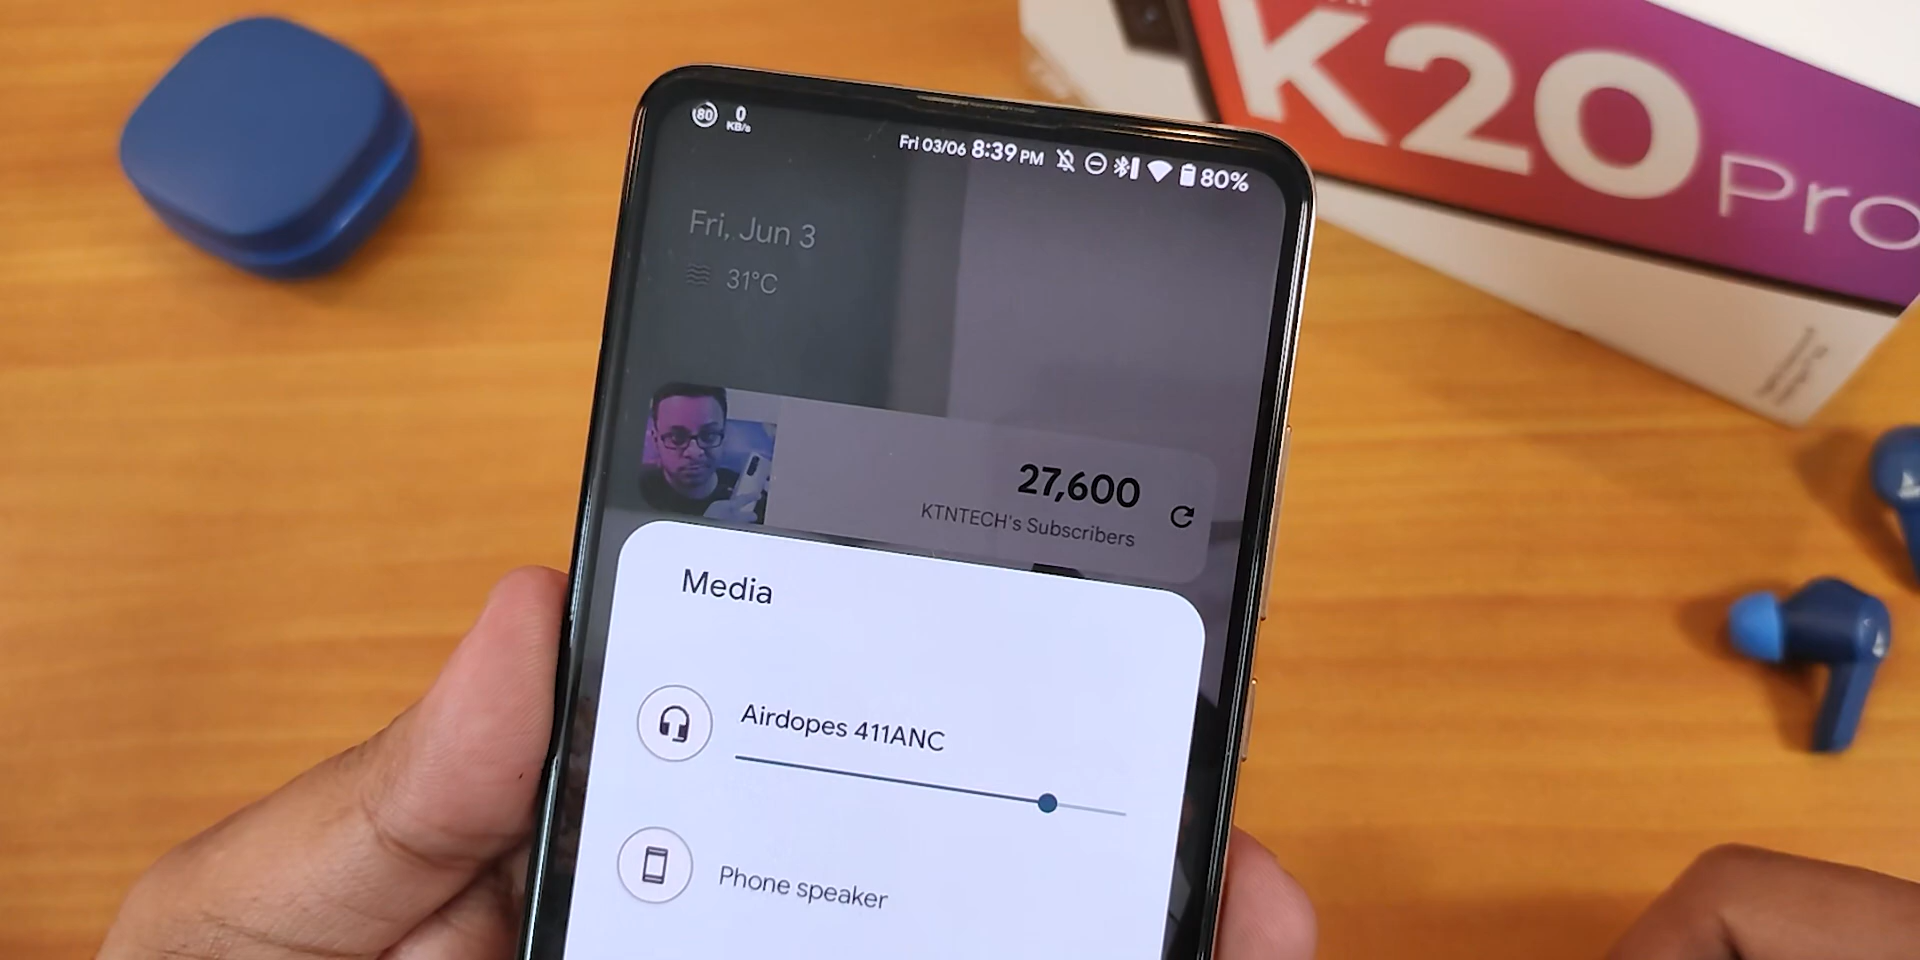 K20 Pro
80
0
KB/s
Fri 03/06 8:39 PM
80%
Fri, Jun 3
31°C
27,600
KTNTECH's Subscribers
Media
Airdopes 411ANC
Phone speaker